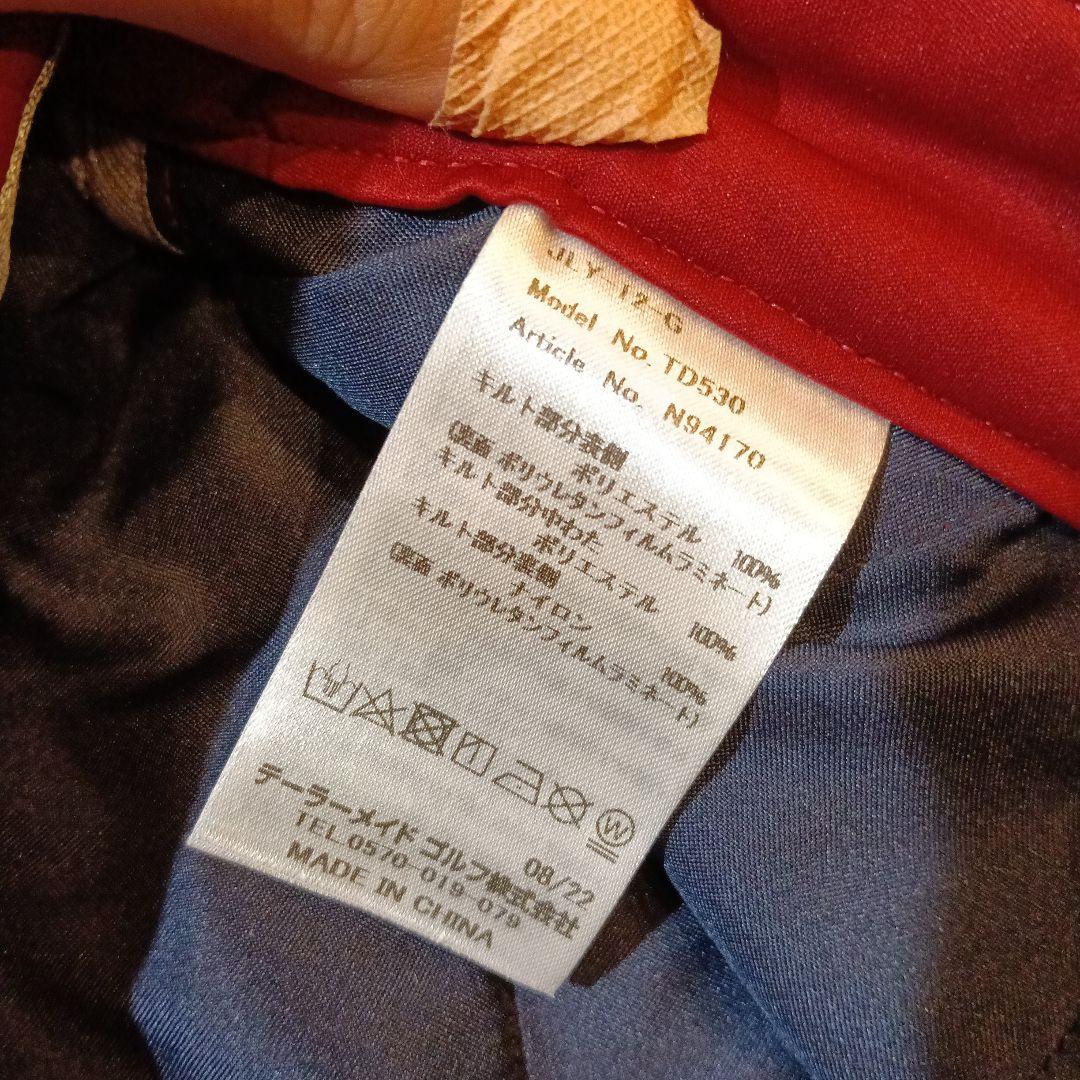 JLY-12-G
Model No. TD530
Article No. N94170
キルト部分表側
ポリエステル 100%
(裏面 ポリウレタンフィルムラミネート)
キルト部分中わた
ポリエステル 100%
キルト部分裏側
ナイロン 100%
(裏面 ポリウレタンフィルムラミネート)
W
08/22
テーラーメイド ゴルフ株式会社
TEL.0570-019-079
MADE IN CHINA